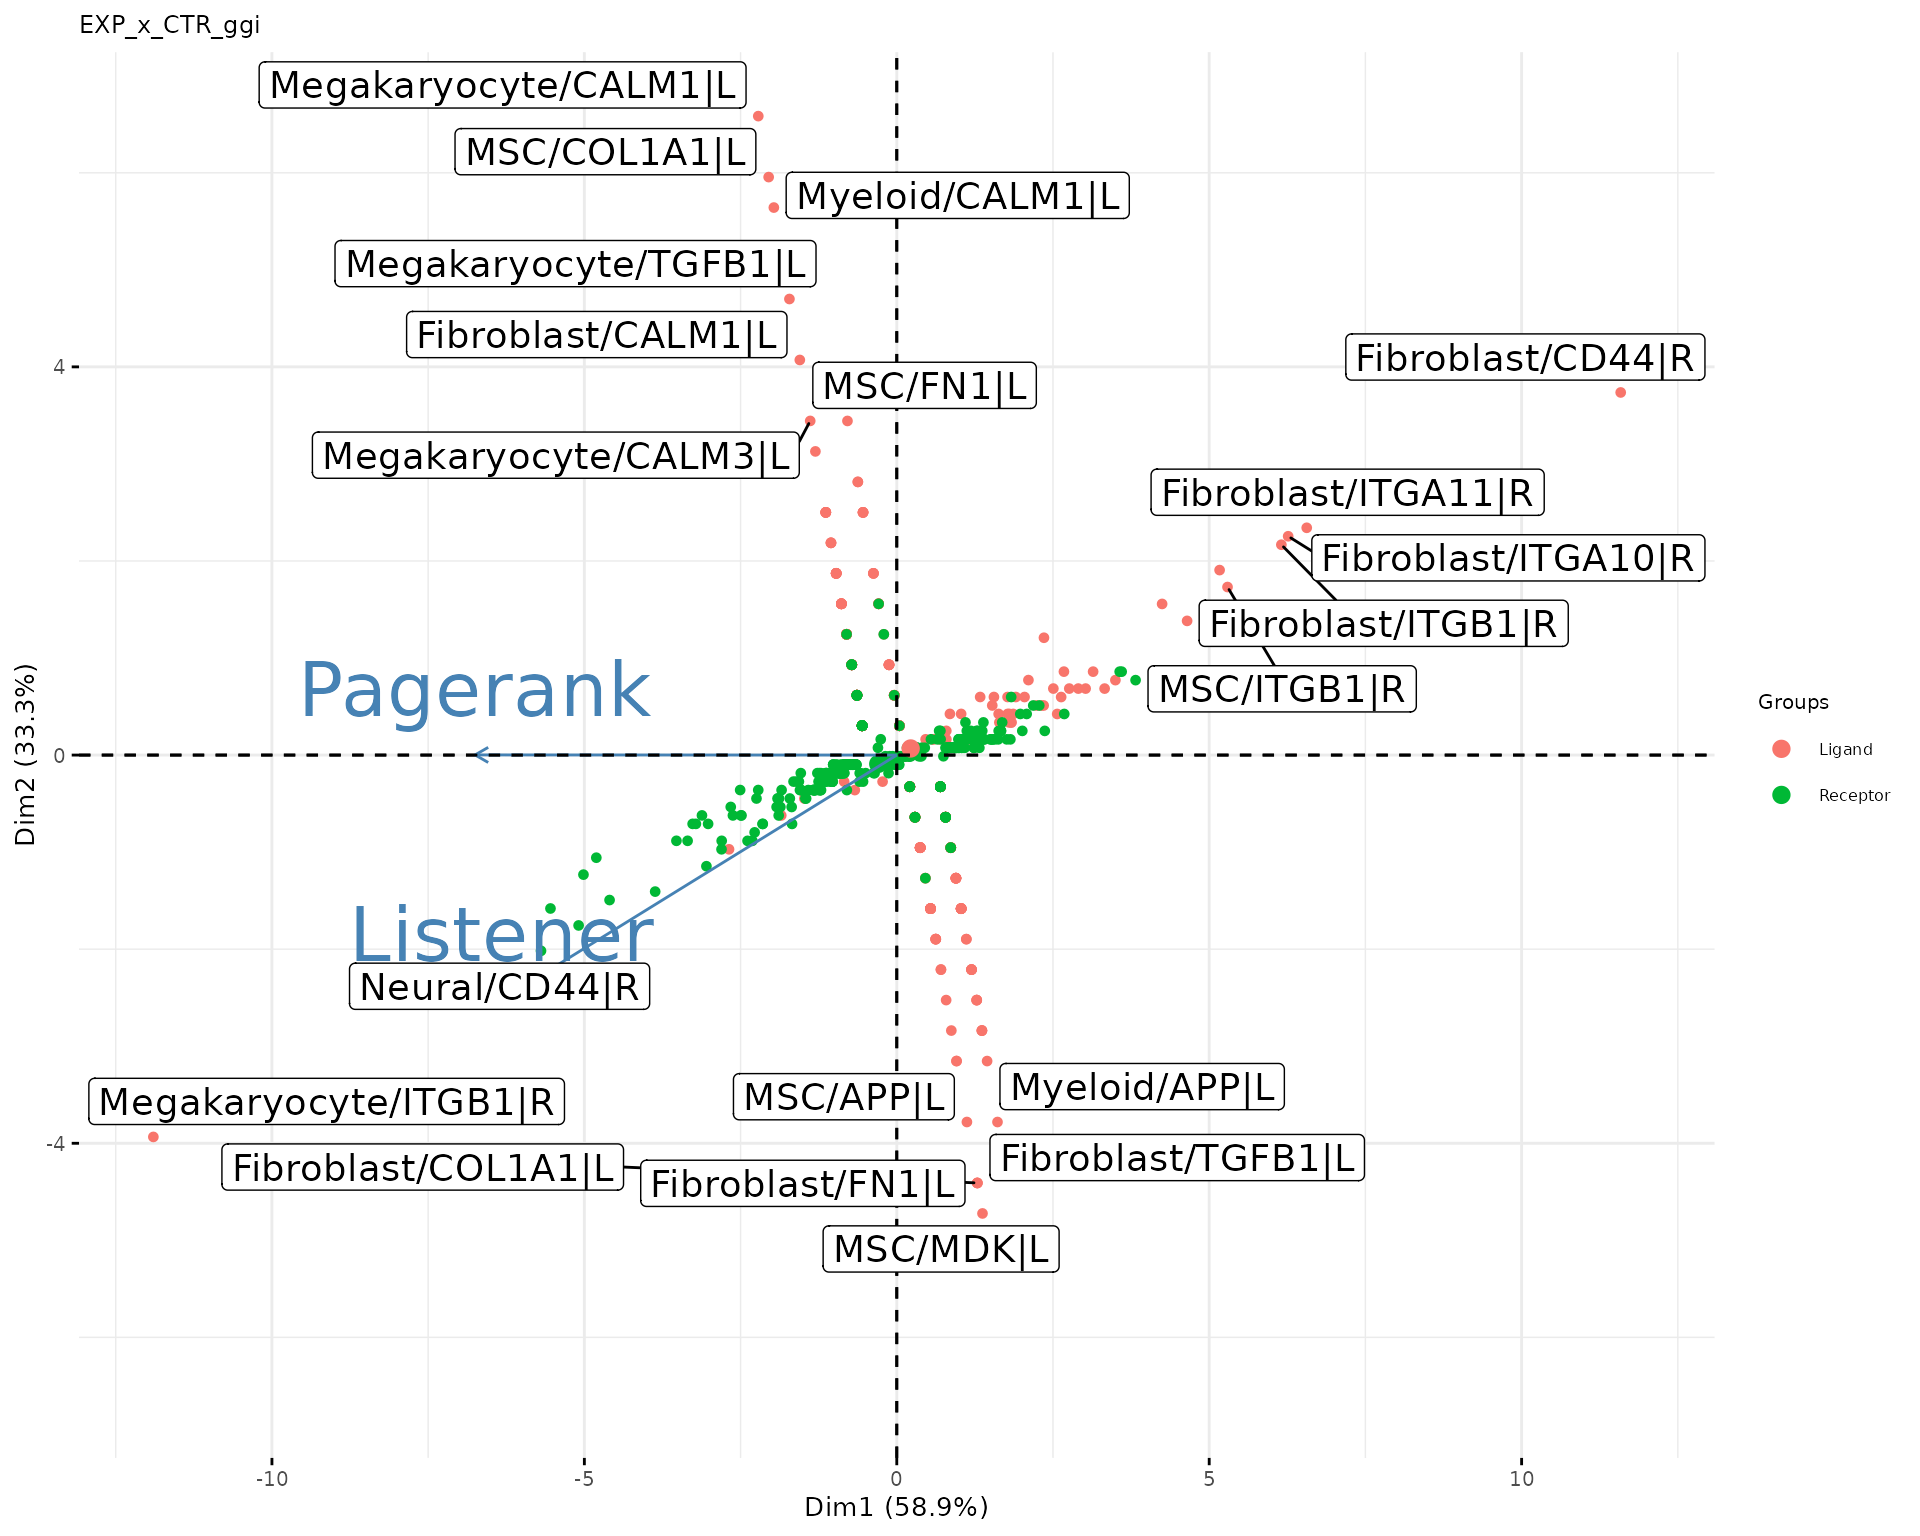 EXP_x_CTR_ggi
Megakaryocyte/CALM1|L
MSC/COL1A1|L
Myeloid/CALM1|L
Megakaryocyte/TGFB1|L
Fibroblast/CALM1|L
Fibroblast/CD44|R
4
MSC/FN1|L
Megakaryocyte/CALM3|L
Fibroblast/ITGA11|R
Fibroblast/ITGA10|R
Fibroblast/ITGB1|R
Pagerank
MSC/ITGB1|R
Groups
Ligand
Receptor
0
Dim2 (33.3%)
Listener
Neural/CD44|R
Myeloid/APP|L
MSC/APP|L
Megakaryocyte/ITGB1|R
-4
Fibroblast/TGFB1|L
Fibroblast/COL1A1|L
Fibroblast/FN1|L
MSC/MDK|L
-10
-5
0
5
10
Dim1 (58.9%)